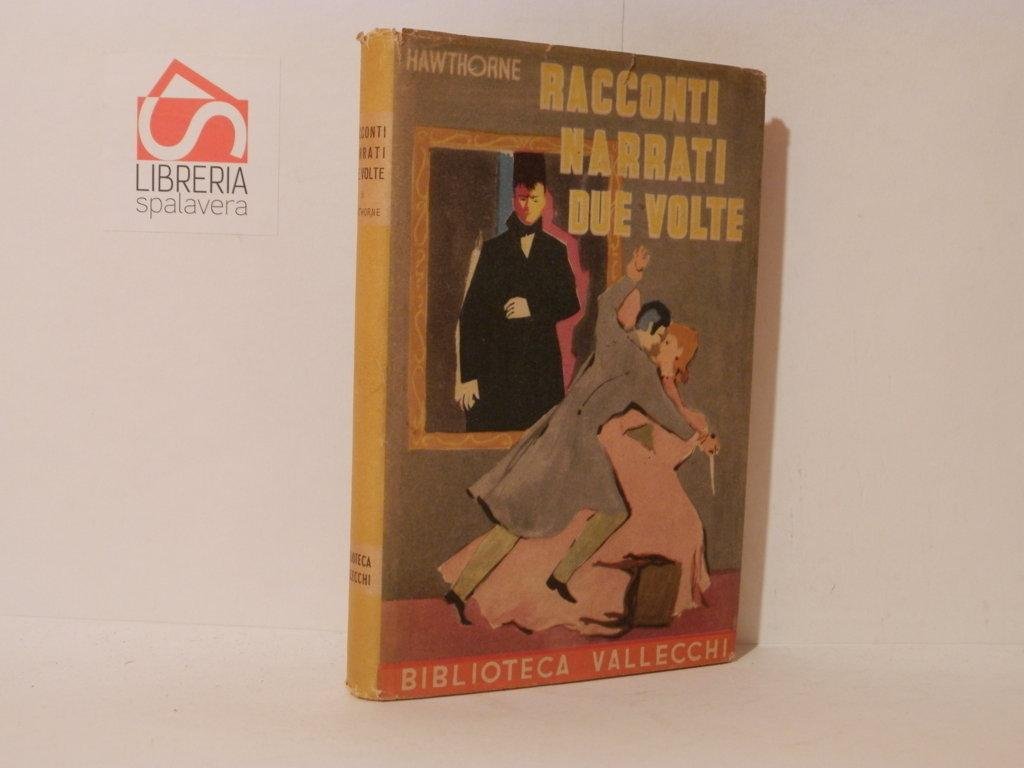 LIBRERIA
spalavera
HAWTHORNE
RACCONTI
NARRATI
DUE VOLTE
BIBLIOTECA VALLECCHI